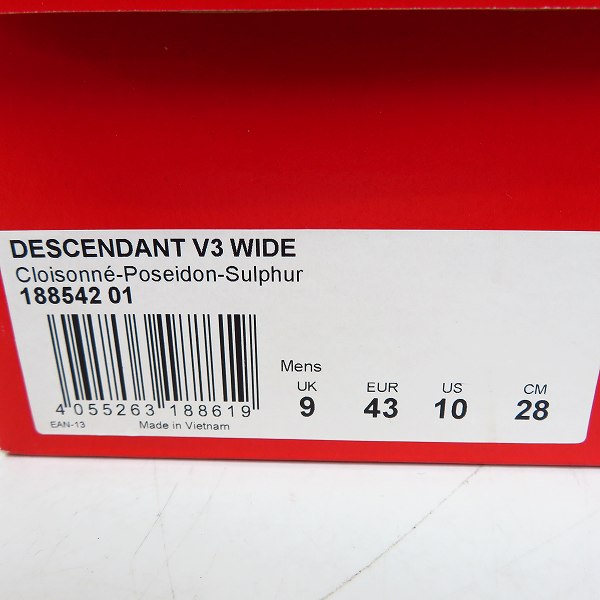 DESCENDANT V3 WIDE
Cloisonné-Poseidon-Sulphur
188542 01
Mens
UK EUR US CM
9 43 10 28
4 055263 188619
EAN-13 Made in Vietnam